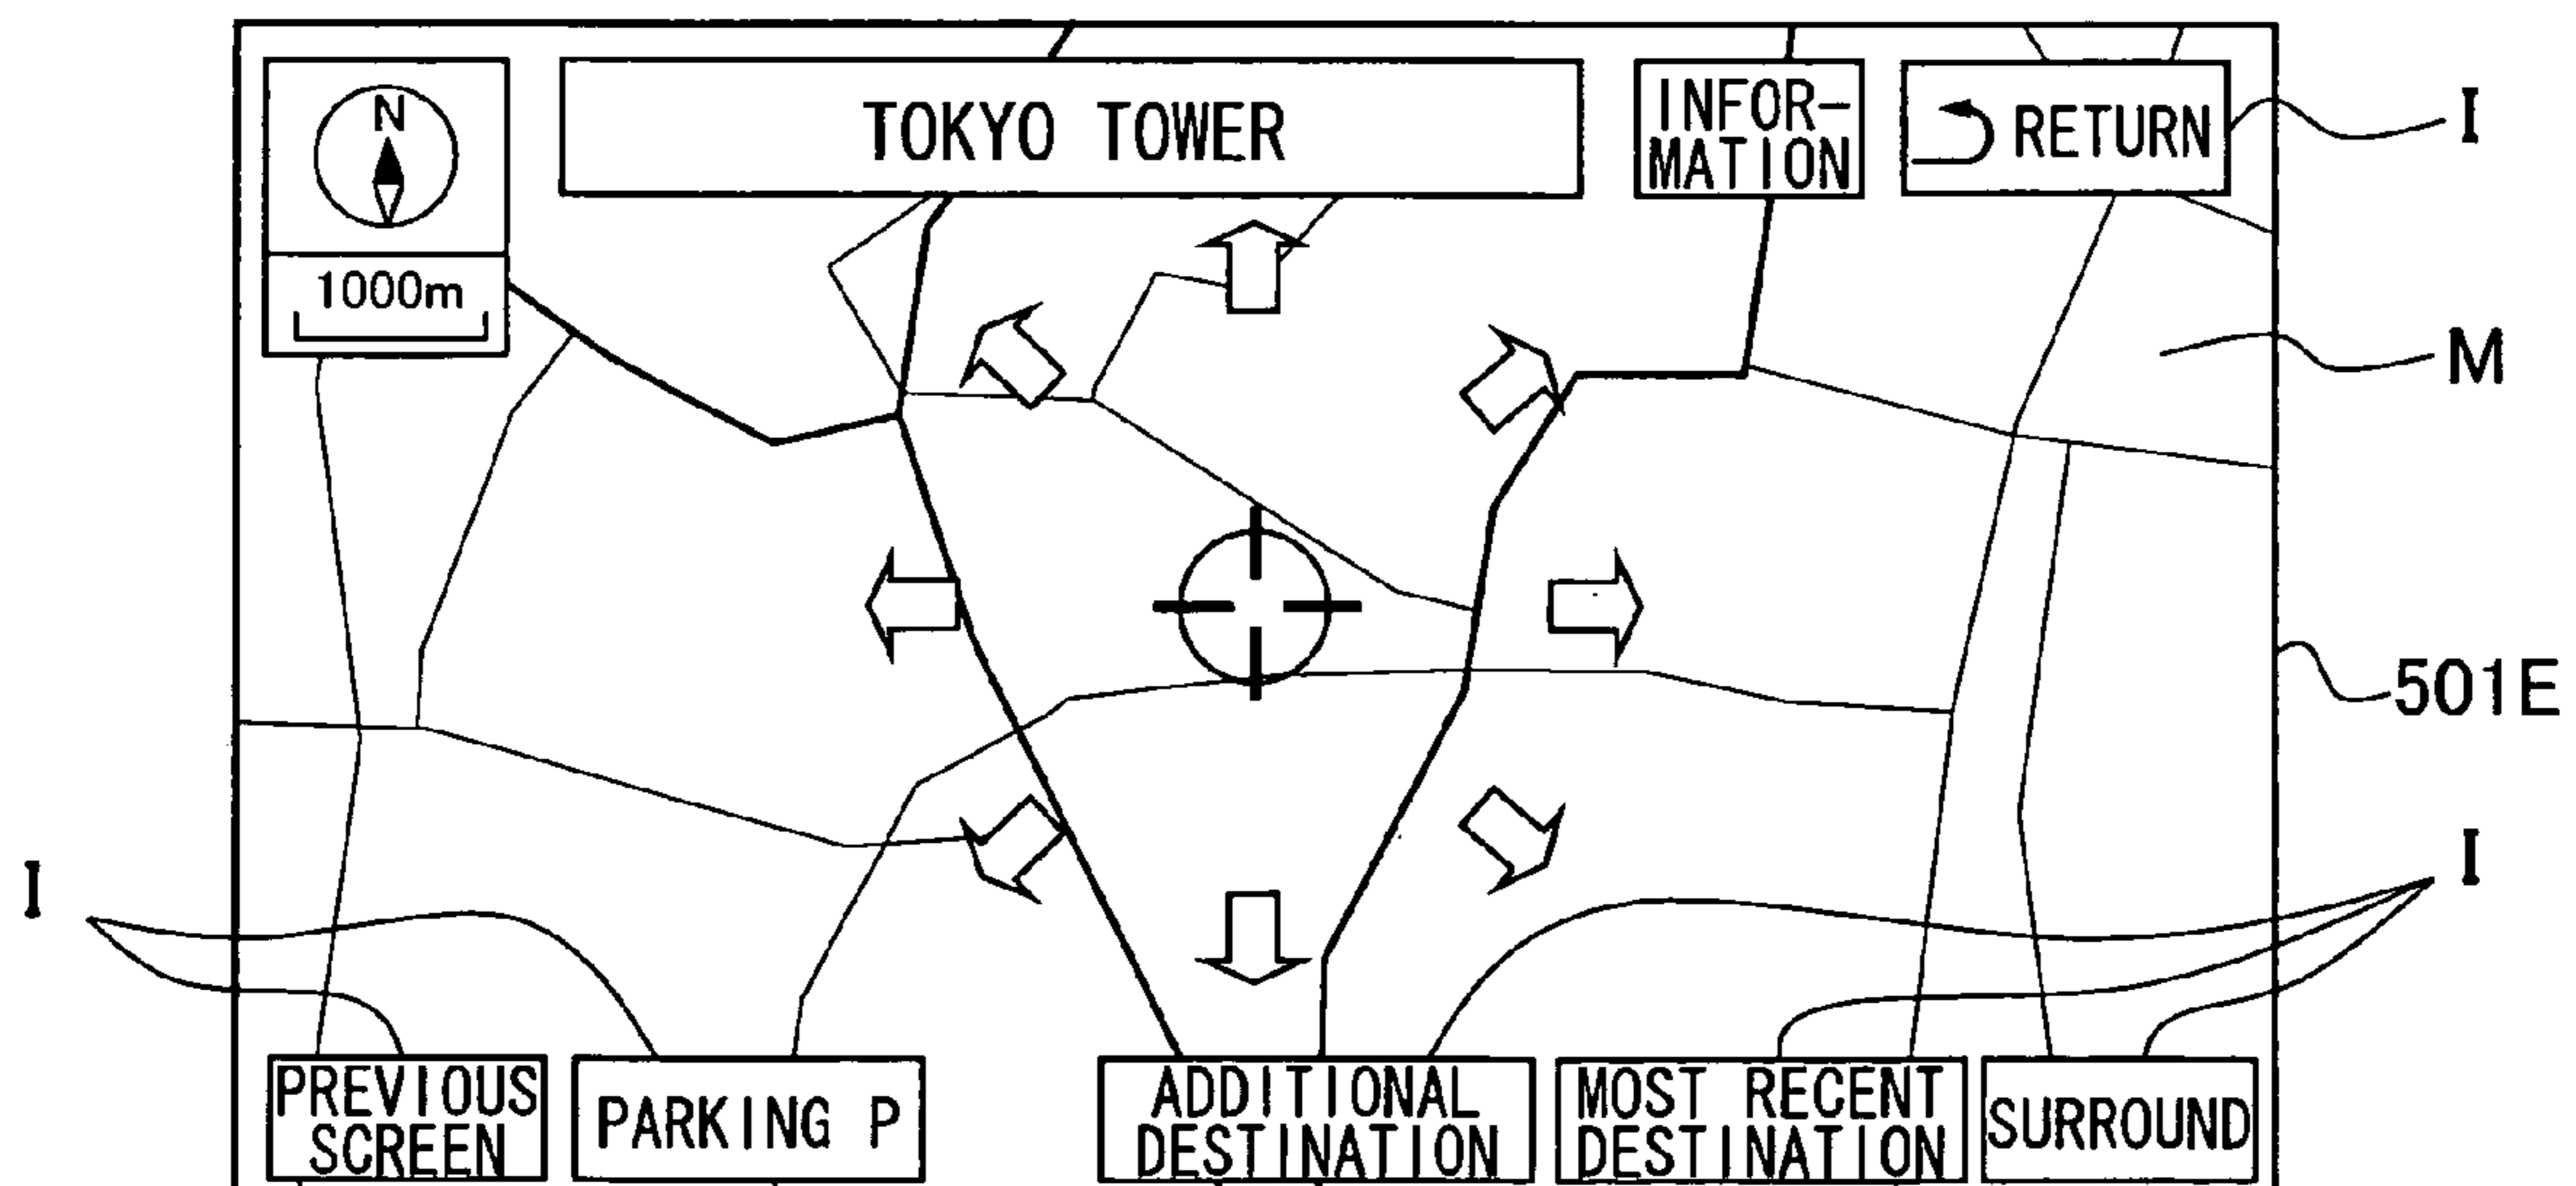 N
1000m
TOKYO TOWER
INFOR-
MATION
RETURN
I
M
501E
I
I
PREVIOUS
SCREEN
PARKING P
ADDITIONAL
DESTINATION
MOST RECENT
DESTINATION
SURROUND